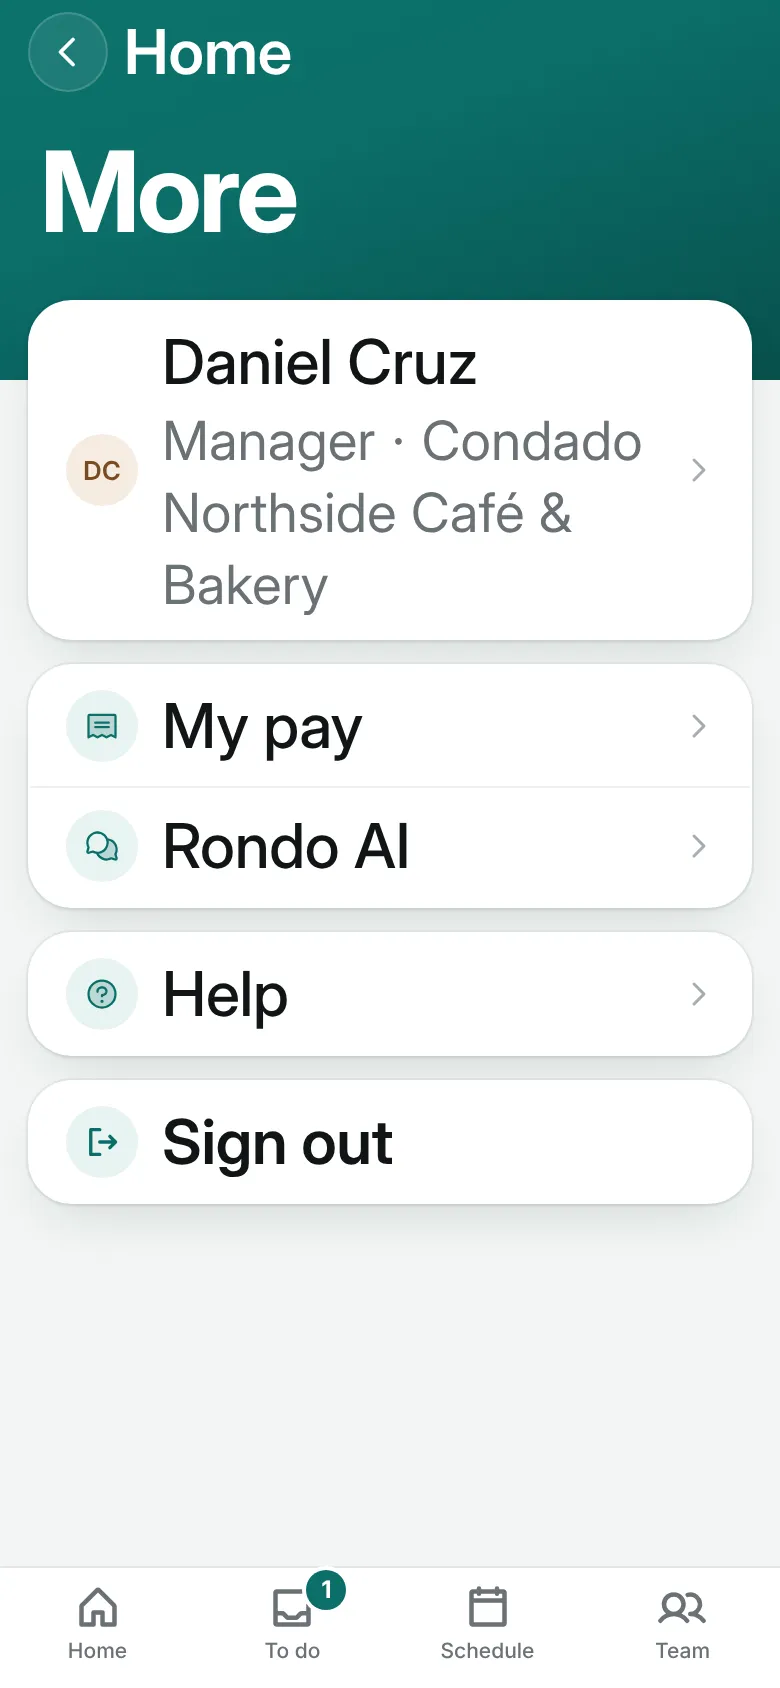 Home
More
Daniel Cruz
DC
Manager · Condado
Northside Café &
Bakery
My pay
Rondo AI
Help
Sign out
1
Home
To do
Schedule
Team